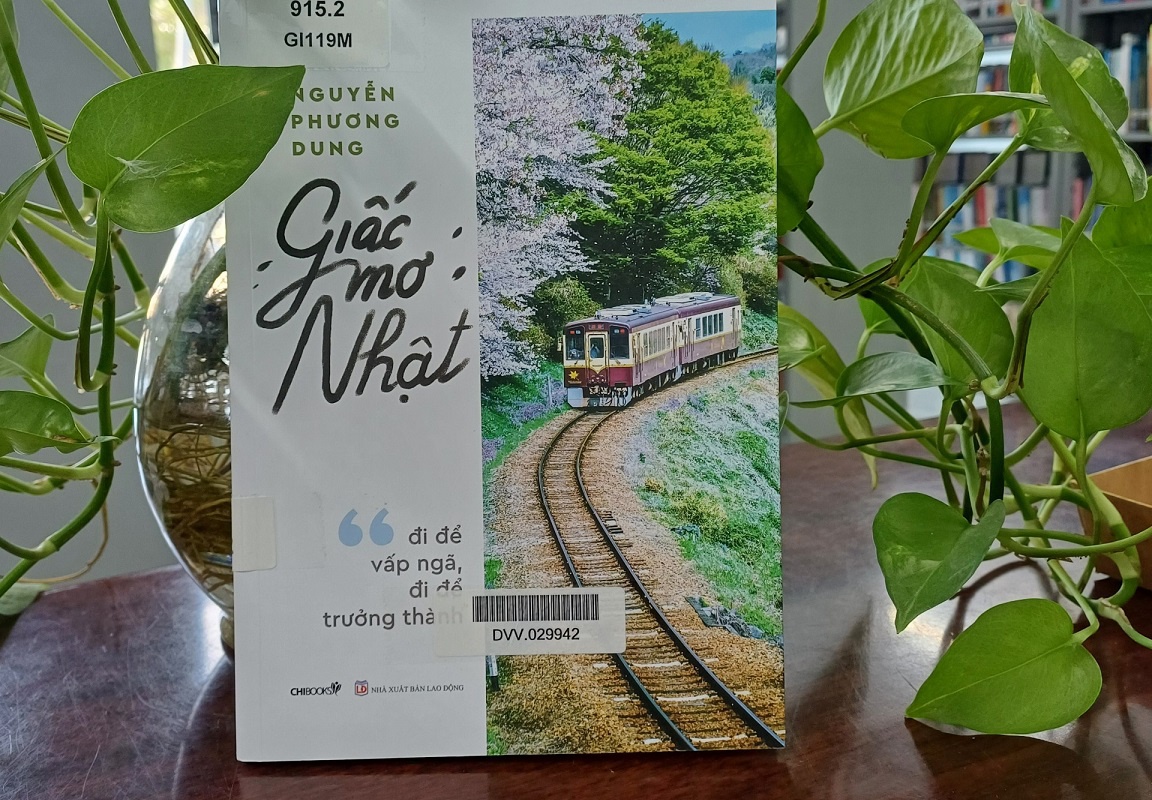 915.2
GI119M
NGUYỄN
PHƯƠNG
DUNG
Giấc
mơ
Nhật
đi để
vấp ngã,
đi để
trưởng thành
DVV.029942
CHIBOOKS
LĐ NHÀ XUẤT BẢN LAO ĐỘNG